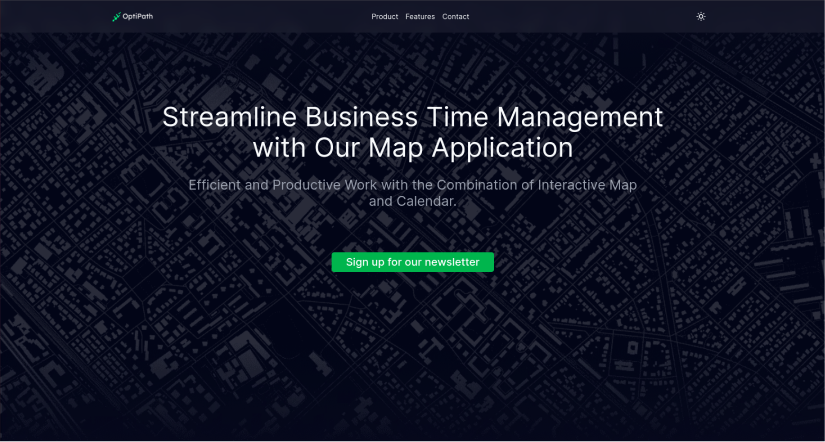 OptiPath
Product Features Contact
Streamline Business Time Management
with Our Map Application
Efficient and Productive Work with the Combination of Interactive Map
and Calendar.
Sign up for our newsletter